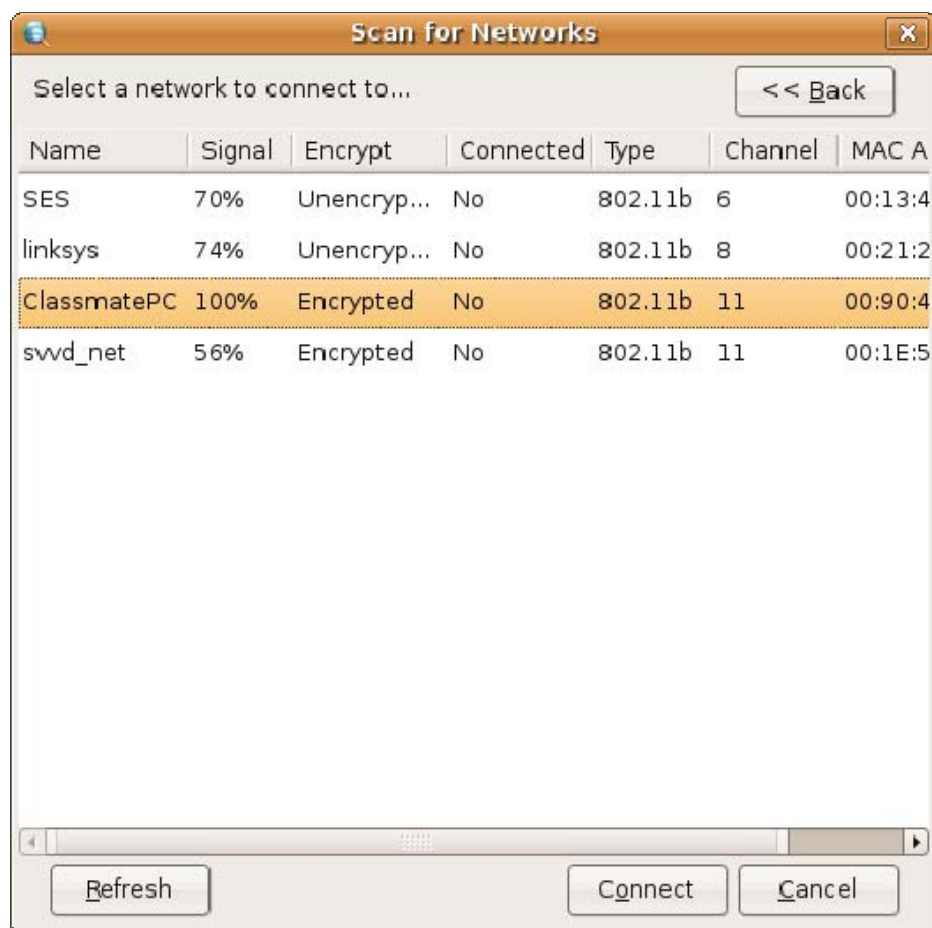 Scan for Networks
Select a network to connect to... << Back
Name Signal Encrypt Connected Type Channel MAC A
SES 70% Unencryp... No 802.11b 6 00:13:4
linksys 74% Unencryp... No 802.11b 8 00:21:2
ClassmatePC 100% Encrypted No 802.11b 11 00:90:4
svvd_net 56% Encrypted No 802.11b 11 00:1E:5
Refresh Connect Cancel